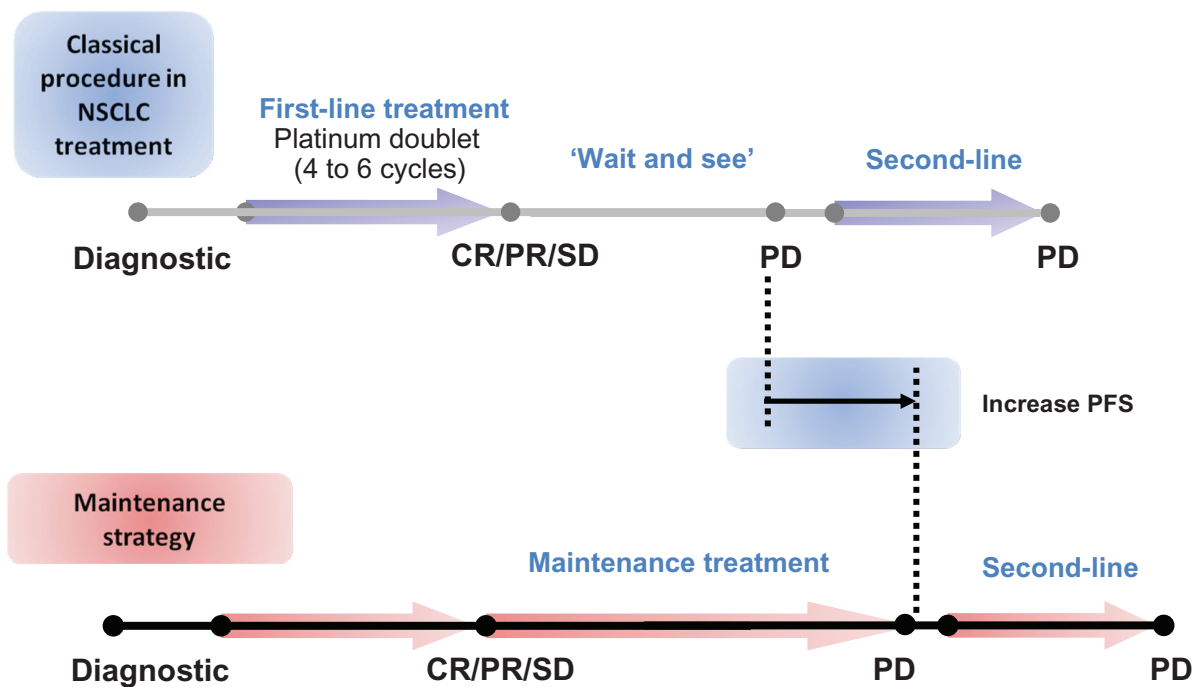 Classical
procedure in
NSCLC
treatment
First-line treatment
Platinum doublet
(4 to 6 cycles)
‘Wait and see’
Second-line
Diagnostic
CR/PR/SD
PD
PD
Increase PFS
Maintenance
strategy
Maintenance treatment
Second-line
Diagnostic
CR/PR/SD
PD
PD